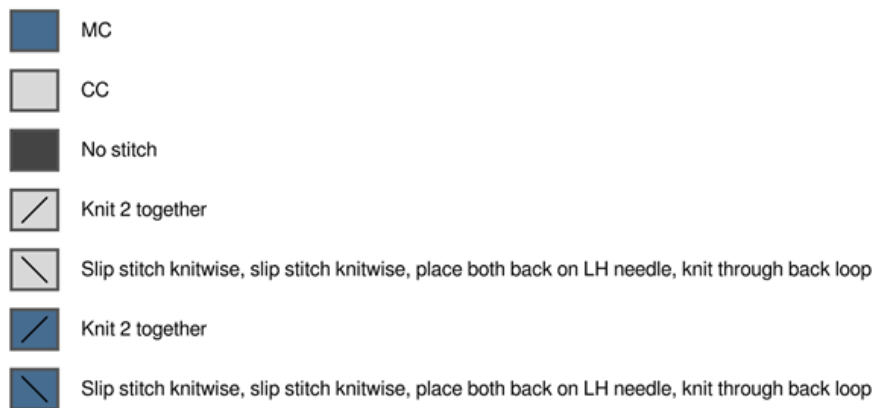 MC
CC
No stitch
Knit 2 together
Slip stitch knitwise, slip stitch knitwise, place both back on LH needle, knit through back loop
Knit 2 together
Slip stitch knitwise, slip stitch knitwise, place both back on LH needle, knit through back loop